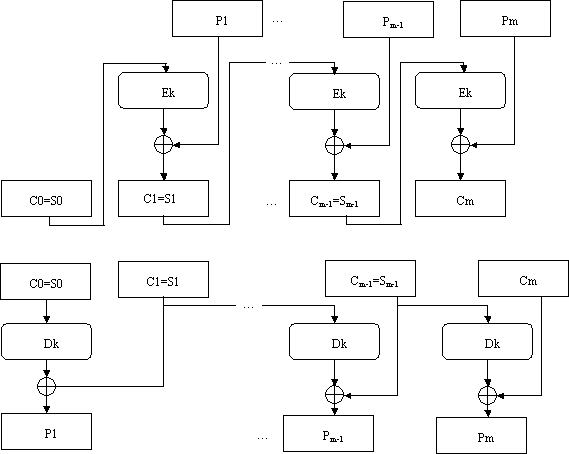 P1 ... Pm-1 Pm
... ...
Ek Ek Ek
C0=S0 C1=S1 ... Cm-1=Sm-1 Cm
C0=S0 C1=S1 Cm-1=Sm-1 Cm
...
Dk Dk Dk
P1 ... Pm-1 Pm